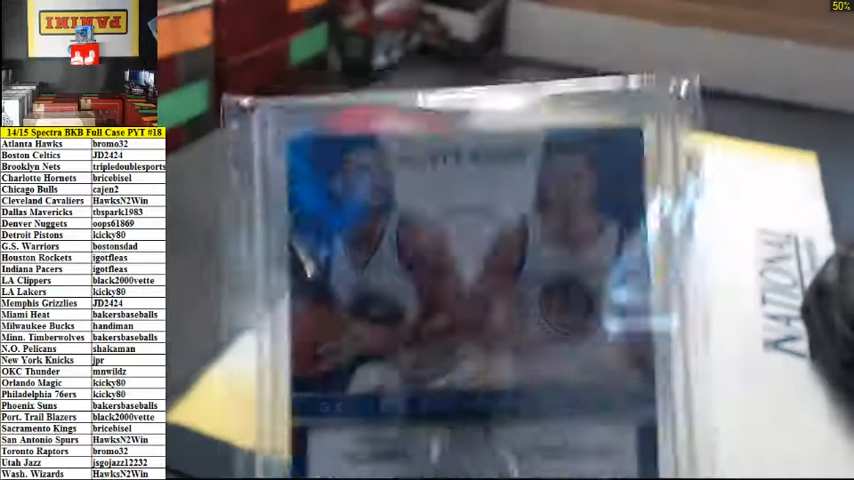 50%
PANINI
14/15 Spectra BKB Full Case PYT #18
Atlanta Hawks bromo32
Boston Celtics JD2424
Brooklyn Nets tripledoublesports
Charlotte Hornets bricebisel
Chicago Bulls cajen2
Cleveland Cavaliers HawksN2Win
Dallas Mavericks tbspark1983
Denver Nuggets oops61869
Detroit Pistons kicky80
G.S. Warriors bostonsdad
Houston Rockets igotfleas
Indiana Pacers igotfleas
LA Clippers black2000vette
LA Lakers kicky80
Memphis Grizzlies JD2424
Miami Heat bakersbaseballs
Milwaukee Bucks handiman
Minn. Timberwolves bakersbaseballs
N.O. Pelicans shakaman
New York Knicks jpr
OKC Thunder mnwildz
Orlando Magic kicky80
Philadelphia 76ers kicky80
Phoenix Suns bakersbaseballs
Port. Trail Blazers black2000vette
Sacramento Kings bricebisel
San Antonio Spurs HawksN2Win
Toronto Raptors bromo32
Utah Jazz jsgojazz12232
Wash. Wizards HawksN2Win
NATIONAL